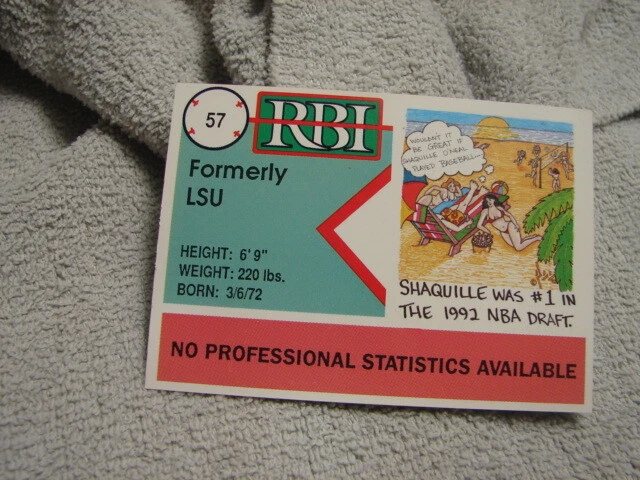 57
RBI
Formerly
LSU
HEIGHT: 6' 9"
WEIGHT: 220 lbs.
BORN: 3/6/72
WOULDN'T IT
BE GREAT IF
SHAQUILLE O'NEAL
PLAYED BASEBALL...
SHAQUILLE WAS #1 IN
THE 1992 NBA DRAFT.
NO PROFESSIONAL STATISTICS AVAILABLE